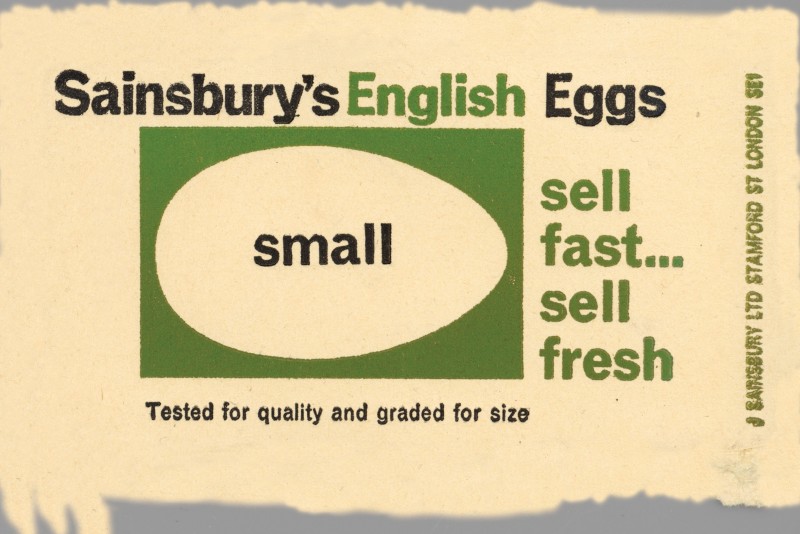 Sainsbury's English Eggs
small
sell
fast...
sell
fresh
Tested for quality and graded for size
J SAINSBURY LTD STAMFORD ST LONDON SE1